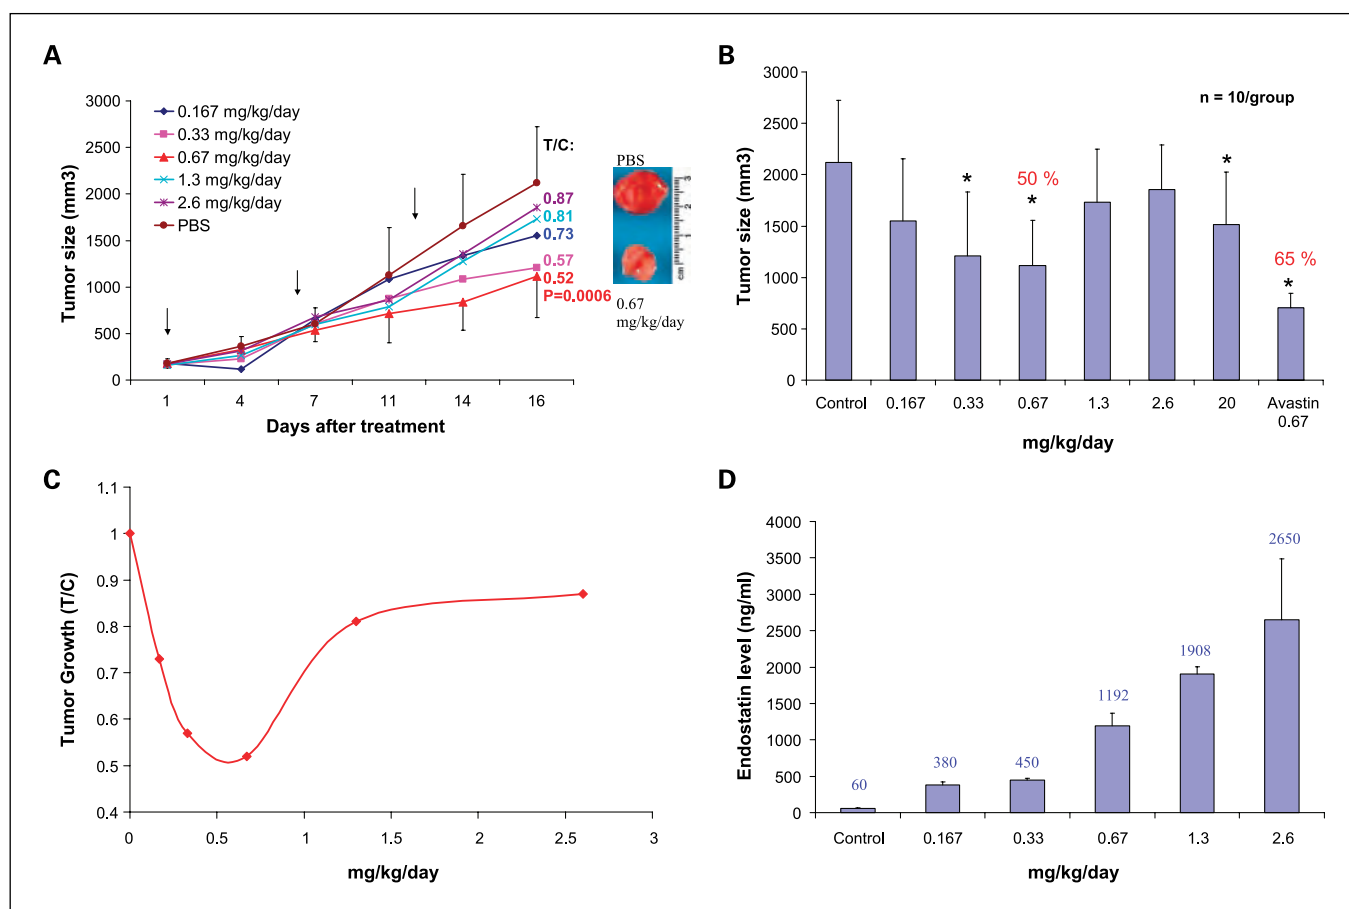 A
3000
2500
2000
1500
1000
500
0
Tumor size (mm3)
0.167 mg/kg/day
0.33 mg/kg/day
0.67 mg/kg/day
1.3 mg/kg/day
2.6 mg/kg/day
PBS
T/C:
0.87
0.81
0.73
0.57
0.52
P=0.0006
1 4 7 11 14 16
Days after treatment
PBS
3
2
1
cm
0.67
mg/kg/day
B
3000
2500
2000
1500
1000
500
0
Tumor size (mm3)
n = 10/group
*
50 %
*
*
65 %
*
Control 0.167 0.33 0.67 1.3 2.6 20 Avastin
0.67
mg/kg/day
C
1.1
1
0.9
0.8
0.7
0.6
0.5
0.4
Tumor Growth (T/C)
0 0.5 1 1.5 2 2.5 3
mg/kg/day
D
4000
3500
3000
2500
2000
1500
1000
500
0
Endostatin level (ng/ml)
60
380
450
1192
1908
2650
Control 0.167 0.33 0.67 1.3 2.6
mg/kg/day